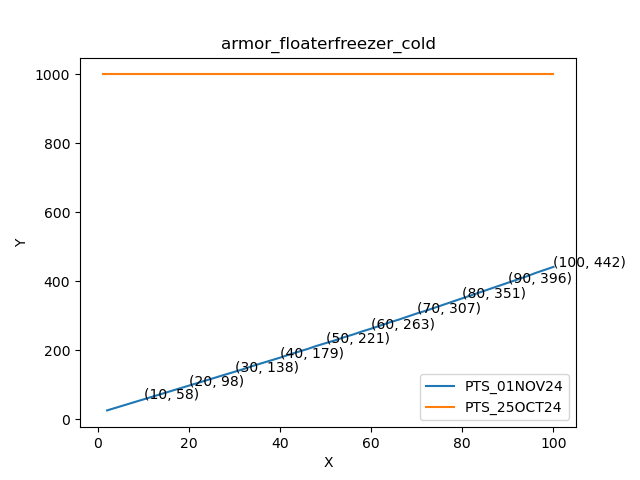 armor_floaterfreezer_cold
Y
1000
800
600
400
200
0
(100, 442)
(90, 396)
(80, 351)
(70, 307)
(60, 263)
(50, 221)
(40, 179)
(30, 138)
(20, 98)
(10, 58)
PTS_01NOV24
PTS_25OCT24
0 20 40 60 80 100
X